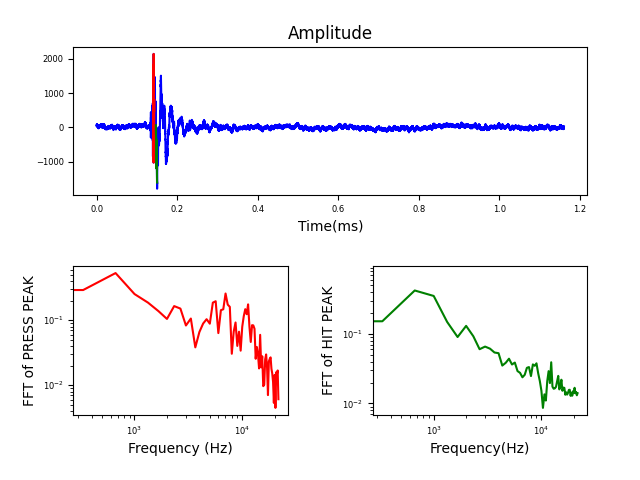 Amplitude
2000
1000
0
−1000
0.0 0.2 0.4 0.6 0.8 1.0 1.2
Time(ms)
FFT of PRESS PEAK
10⁻¹
10⁻²
10³ 10⁴
Frequency (Hz)
FFT of HIT PEAK
10⁻¹
10⁻²
10³ 10⁴
Frequency(Hz)